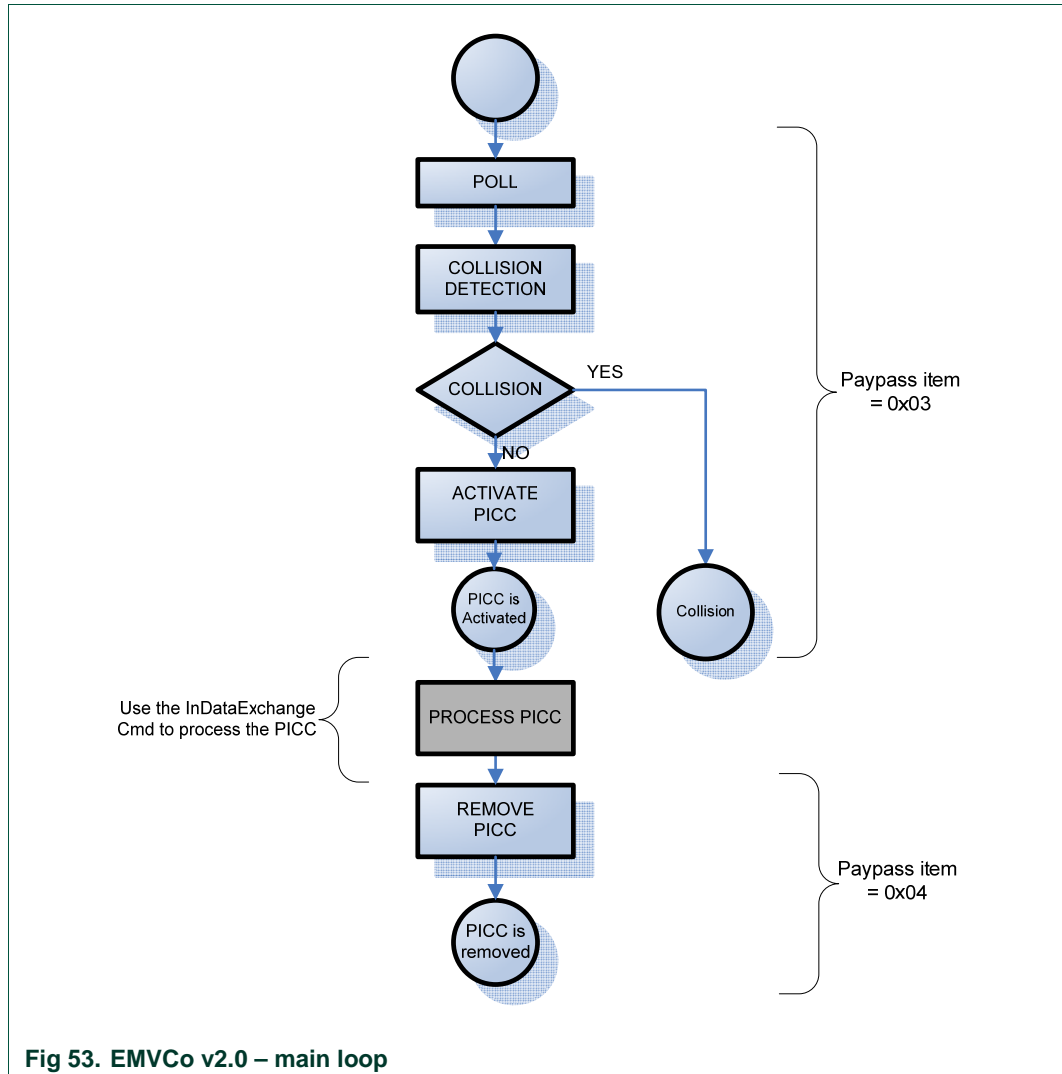 POLL
COLLISION
DETECTION
COLLISION
YES
NO
ACTIVATE
PICC
PICC is
Activated
Collision
Paypass item
= 0x03
Use the InDataExchange
Cmd to process the PICC
PROCESS PICC
REMOVE
PICC
PICC is
removed
Paypass item
= 0x04
Fig 53. EMVCo v2.0 – main loop